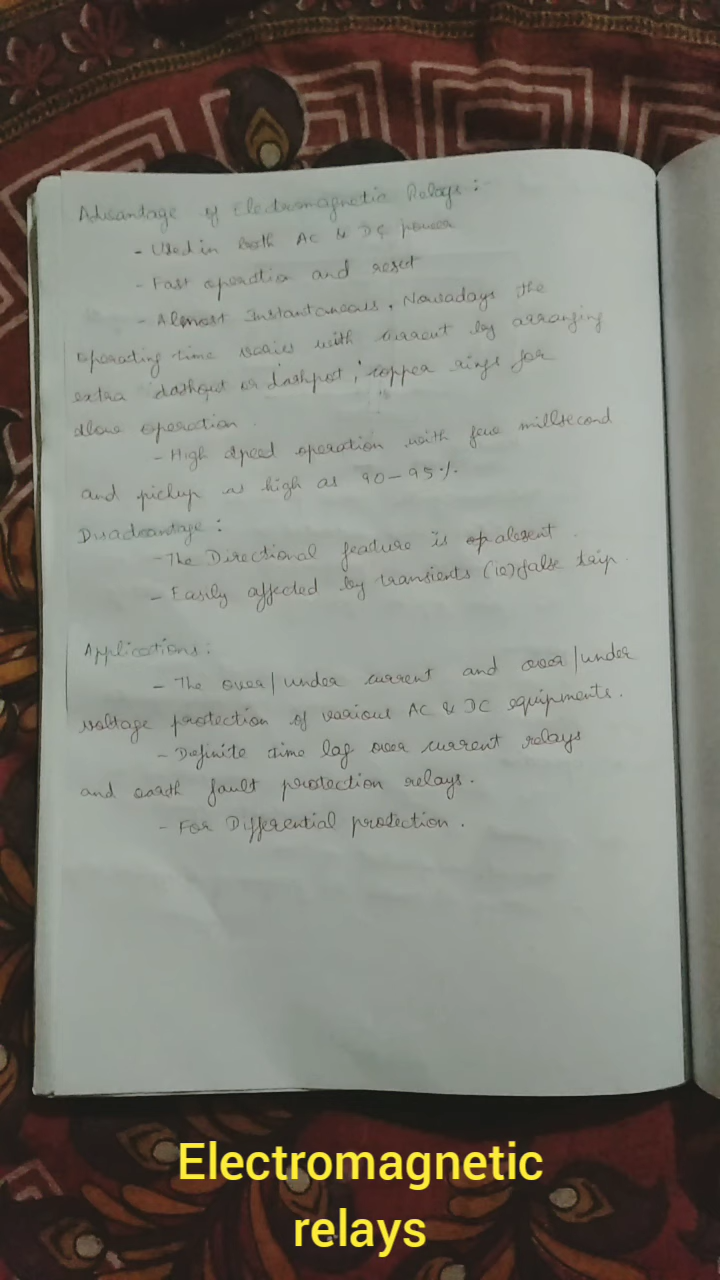 Advantage of Electromagnetic Relays :-
- Used in both AC & DC power
- Fast operation and reset
- Almost Instantaneous, Nowadays the
operating time varies with current by arranging
extra dashout or dashpot, copper rings for
slow operation.
- High speed operation with few millsecond
and pickup as high as 90-95%.
Disadvantage :
- The Directional feature is
- Easily affected by transients (ie) false trip.
Applications :
- The over/under current and over/under
voltage protection of various AC & DC equipments.
- Definite time lag over current relays
and earth fault protection relays.
- For Differential protection.
Electromagnetic
relays